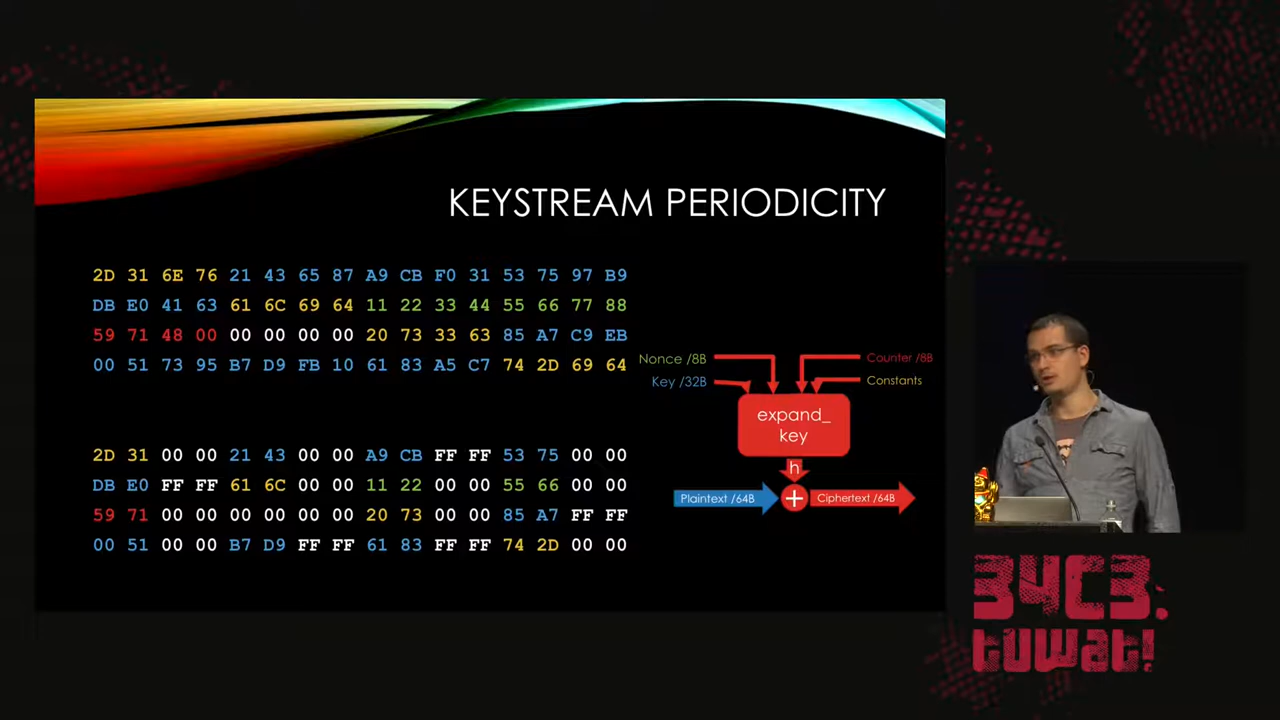 KEYSTREAM PERIODICITY
2D 31 6E 76 21 43 65 87 A9 CB F0 31 53 75 97 B9
DB E0 41 63 61 6C 69 64 11 22 33 44 55 66 77 88
59 71 48 00 00 00 00 00 20 73 33 63 85 A7 C9 EB
00 51 73 95 B7 D9 FB 10 61 83 A5 C7 74 2D 69 64
2D 31 00 00 21 43 00 00 A9 CB FF FF 53 75 00 00
DB E0 FF FF 61 6C 00 00 11 22 00 00 55 66 00 00
59 71 00 00 00 00 00 00 20 73 00 00 85 A7 FF FF
00 51 00 00 B7 D9 FF FF 61 83 FF FF 74 2D 00 00
Nonce /8B
Counter /8B
Key /32B
Constants
expand_
key
h
Plaintext /64B
+
Ciphertext /64B
34C3.
tuwat!